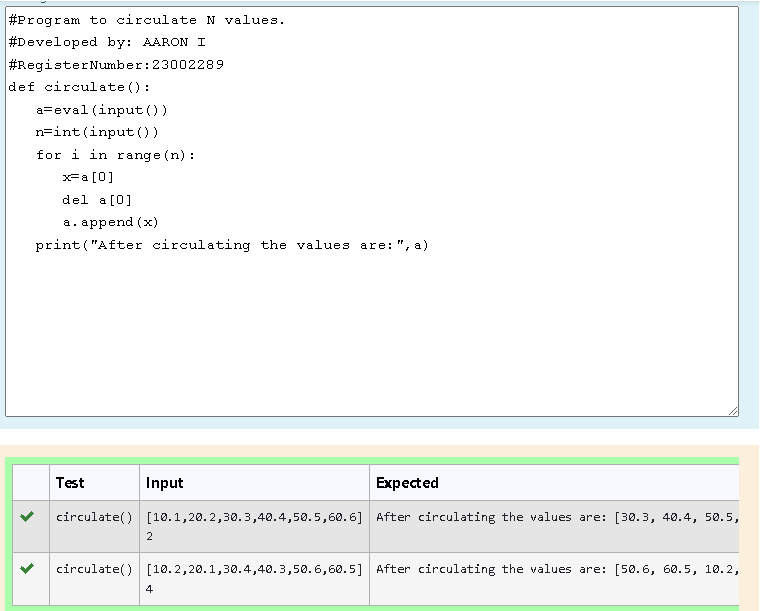 #Program to circulate N values.
#Developed by: AARON I
#RegisterNumber:23002289
def circulate():
   a=eval(input())
   n=int(input())
   for i in range(n):
      x=a[0]
      del a[0]
      a.append(x)
   print("After circulating the values are:",a)
Test Input Expected
circulate() [10.1,20.2,30.3,40.4,50.5,60.6] After circulating the values are: [30.3, 40.4, 50.5,
2
circulate() [10.2,20.1,30.4,40.3,50.6,60.5] After circulating the values are: [50.6, 60.5, 10.2,
4